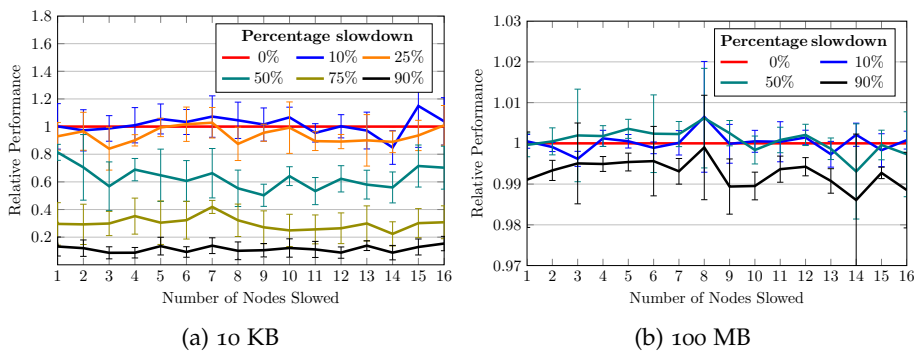 1.8
1.6
1.4
1.2
1
0.8
0.6
0.4
0.2
Relative Performance
Percentage slowdown
0% 10% 25%
50% 75% 90%
1 2 3 4 5 6 7 8 9 10 11 12 13 14 15 16
Number of Nodes Slowed
(a) 10 KB
1.03
1.02
1.01
1
0.99
0.98
0.97
Relative Performance
Percentage slowdown
0% 10%
50% 90%
1 2 3 4 5 6 7 8 9 10 11 12 13 14 15 16
Number of Nodes Slowed
(b) 100 MB